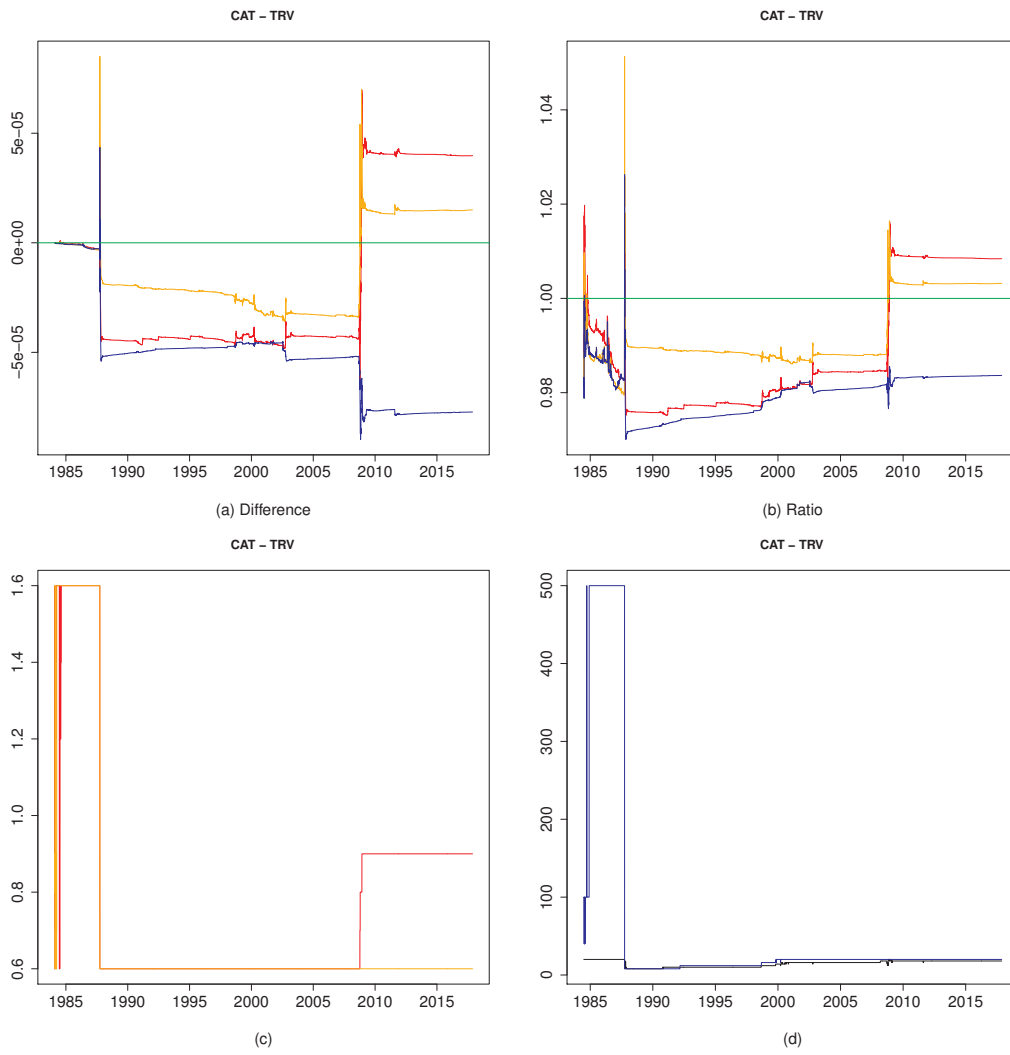 CAT − TRV
5e−05
0e+00
−5e−05
1985 1990 1995 2000 2005 2010 2015
(a) Difference
CAT − TRV
1.04
1.02
1.00
0.98
1985 1990 1995 2000 2005 2010 2015
(b) Ratio
CAT − TRV
1.6
1.4
1.2
1.0
0.8
0.6
1985 1990 1995 2000 2005 2010 2015
(c)
CAT − TRV
500
400
300
200
100
0
1985 1990 1995 2000 2005 2010 2015
(d)